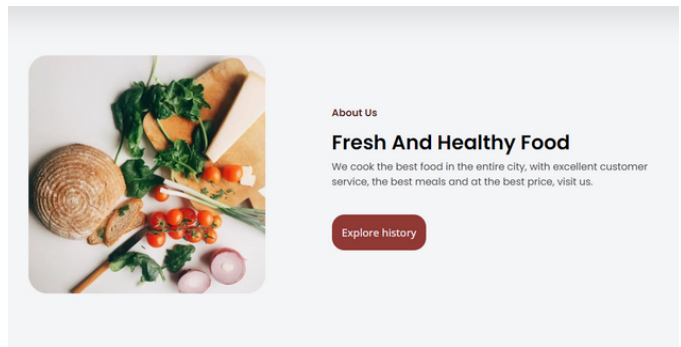 About Us
Fresh And Healthy Food
We cook the best food in the entire city, with excellent customer
service, the best meals and at the best price, visit us.
Explore history